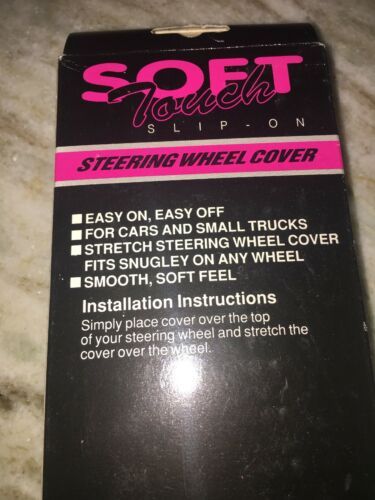 SOFT
Touch
SLIP-ON
STEERING WHEEL COVER
EASY ON, EASY OFF
FOR CARS AND SMALL TRUCKS
STRETCH STEERING WHEEL COVER
FITS SNUGLEY ON ANY WHEEL
SMOOTH, SOFT FEEL
Installation Instructions
Simply place cover over the top
of your steering wheel and stretch the
cover over the wheel.